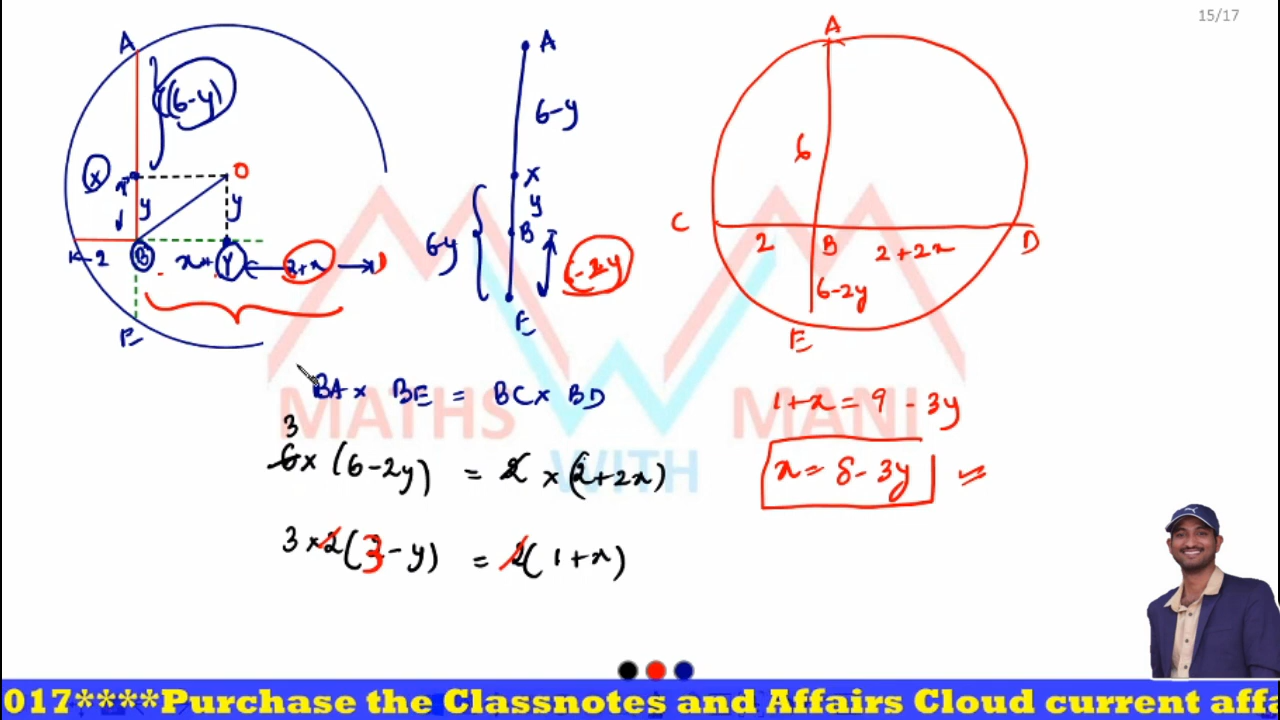 15/17
A
(6-y)
x
O
y
y
2
B
x
Y
2+x
D
E
A
6-y
x
y
B
6-y
6-2y
E
A
6
C
2
B
2+2x
D
6-2y
E
BA × BE = BC × BD
3
6 × (6-2y) = 2 × (2+2x)
3 × 2(3-y) = 2(1+x)
1+x = 9 - 3y
x = 8 - 3y
MATHS
MANI
WITH
017****Purchase the Classnotes and Affairs Cloud current affa